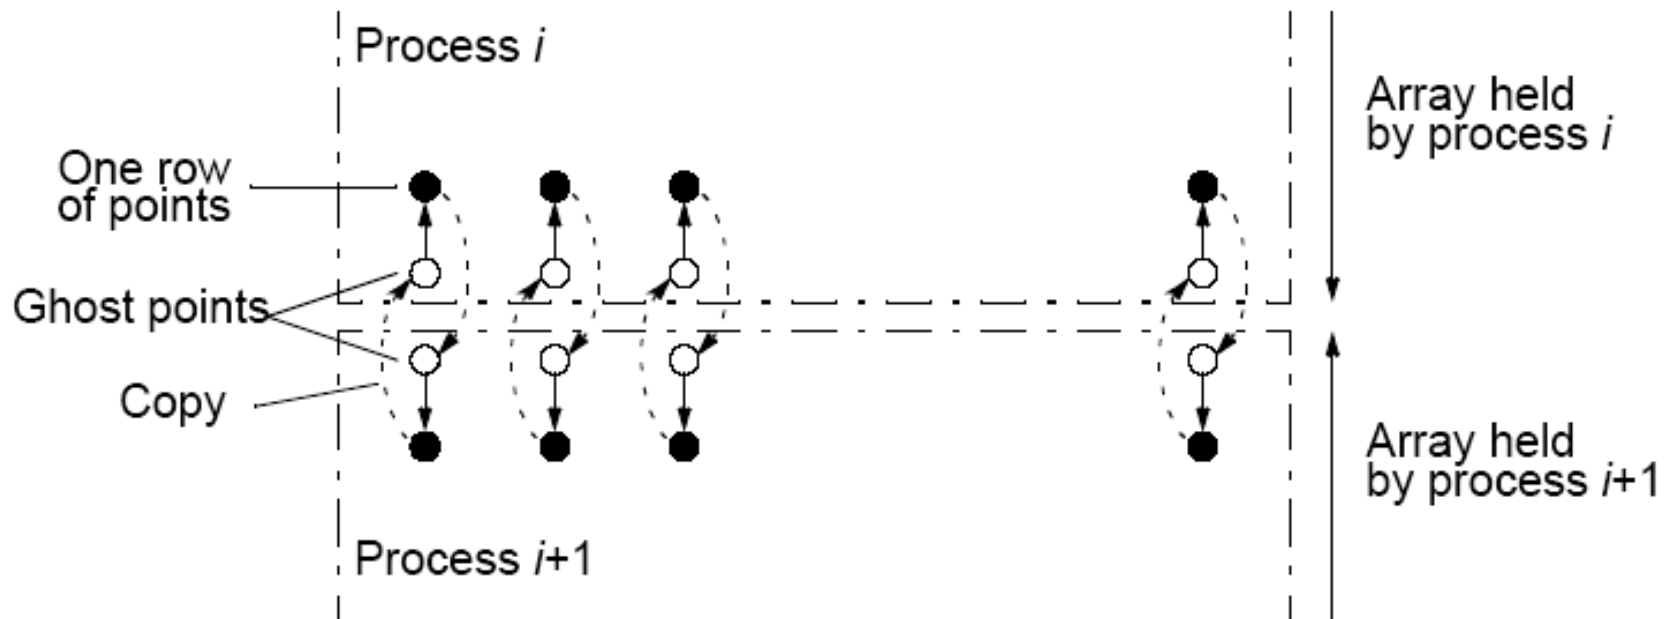 Process i
Array held
by process i
One row
of points
Ghost points
Copy
Array held
by process i+1
Process i+1